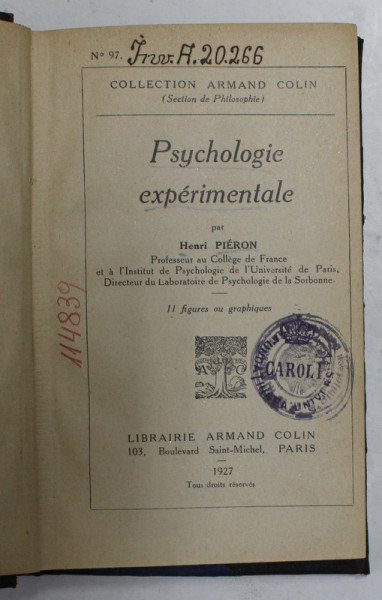 Nº 97. Inv. A. 20.266
COLLECTION ARMAND COLIN
(Section de Philosophie)
Psychologie
expérimentale
par
Henri PIÉRON
Professeur au Collège de France
et à l'Institut de Psychologie de l'Université de Paris,
Directeur du Laboratoire de Psychologie de la Sorbonne.
11 figures ou graphiques
114839
A C
CAROL I
LIBRAIRIE ARMAND COLIN
103, Boulevard Saint-Michel, PARIS
1927
Tous droits réservés